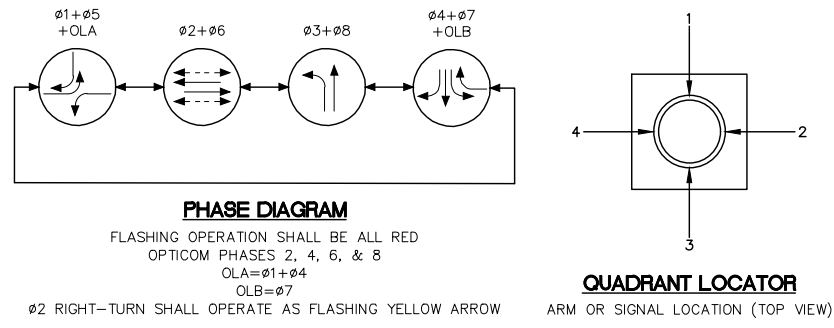 ø1+ø5
+OLA
ø2+ø6
ø3+ø8
ø4+ø7
+OLB
PHASE DIAGRAM
FLASHING OPERATION SHALL BE ALL RED
OPTICOM PHASES 2, 4, 6, & 8
OLA=ø1+ø4
OLB=ø7
ø2 RIGHT-TURN SHALL OPERATE AS FLASHING YELLOW ARROW
1
4
2
3
QUADRANT LOCATOR
ARM OR SIGNAL LOCATION (TOP VIEW)